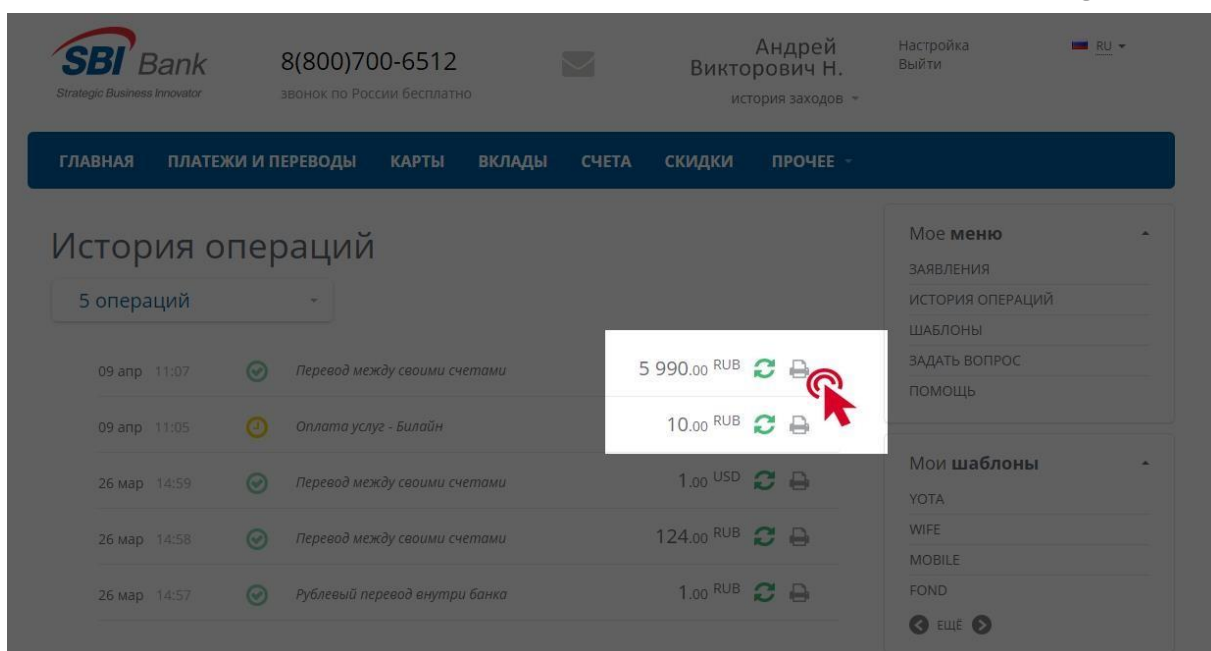 SBI Bank
Strategic Business Innovator
8(800)700-6512
звонок по России бесплатно
Андрей
Викторович Н.
история заходов
Настройка
Выйти
RU
ГЛАВНАЯ ПЛАТЕЖИ И ПЕРЕВОДЫ КАРТЫ ВКЛАДЫ СЧЕТА СКИДКИ ПРОЧЕЕ
История операций
5 операций
09 апр 11:07 Перевод между своими счетами 5 990.00 RUB
09 апр 11:05 Оплата услуг - Билайн 10.00 RUB
26 мар 14:59 Перевод между своими счетами 1.00 USD
26 мар 14:58 Перевод между своими счетами 124.00 RUB
26 мар 14:57 Рублевый перевод внутри банка 1.00 RUB
Мое меню
ЗАЯВЛЕНИЯ
ИСТОРИЯ ОПЕРАЦИЙ
ШАБЛОНЫ
ЗАДАТЬ ВОПРОС
ПОМОЩЬ
Мои шаблоны
YOTA
WIFE
MOBILE
FOND
ЕЩЁ